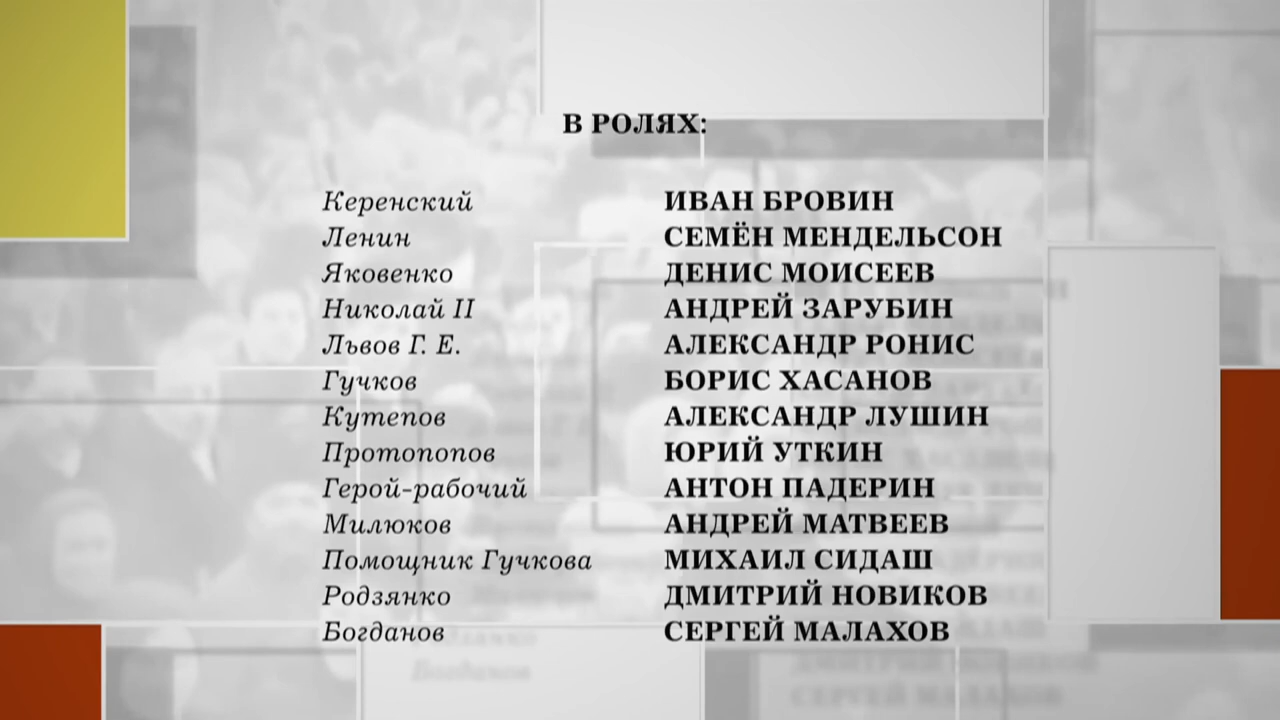 В РОЛЯХ:
Керенский ИВАН БРОВИН
Ленин СЕМЁН МЕНДЕЛЬСОН
Яковенко ДЕНИС МОИСЕЕВ
Николай II АНДРЕЙ ЗАРУБИН
Львов Г. Е. АЛЕКСАНДР РОНИС
Гучков БОРИС ХАСАНОВ
Кутепов АЛЕКСАНДР ЛУШИН
Протопопов ЮРИЙ УТКИН
Герой-рабочий АНТОН ПАДЕРИН
Милюков АНДРЕЙ МАТВЕЕВ
Помощник Гучкова МИХАИЛ СИДАШ
Родзянко ДМИТРИЙ НОВИКОВ
Богданов СЕРГЕЙ МАЛАХОВ